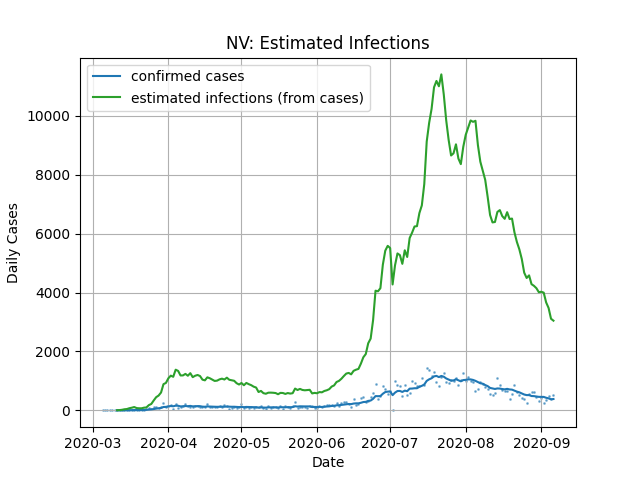 NV: Estimated Infections
confirmed cases
estimated infections (from cases)
Daily Cases
10000
8000
6000
4000
2000
0
2020-03 2020-04 2020-05 2020-06 2020-07 2020-08 2020-09
Date